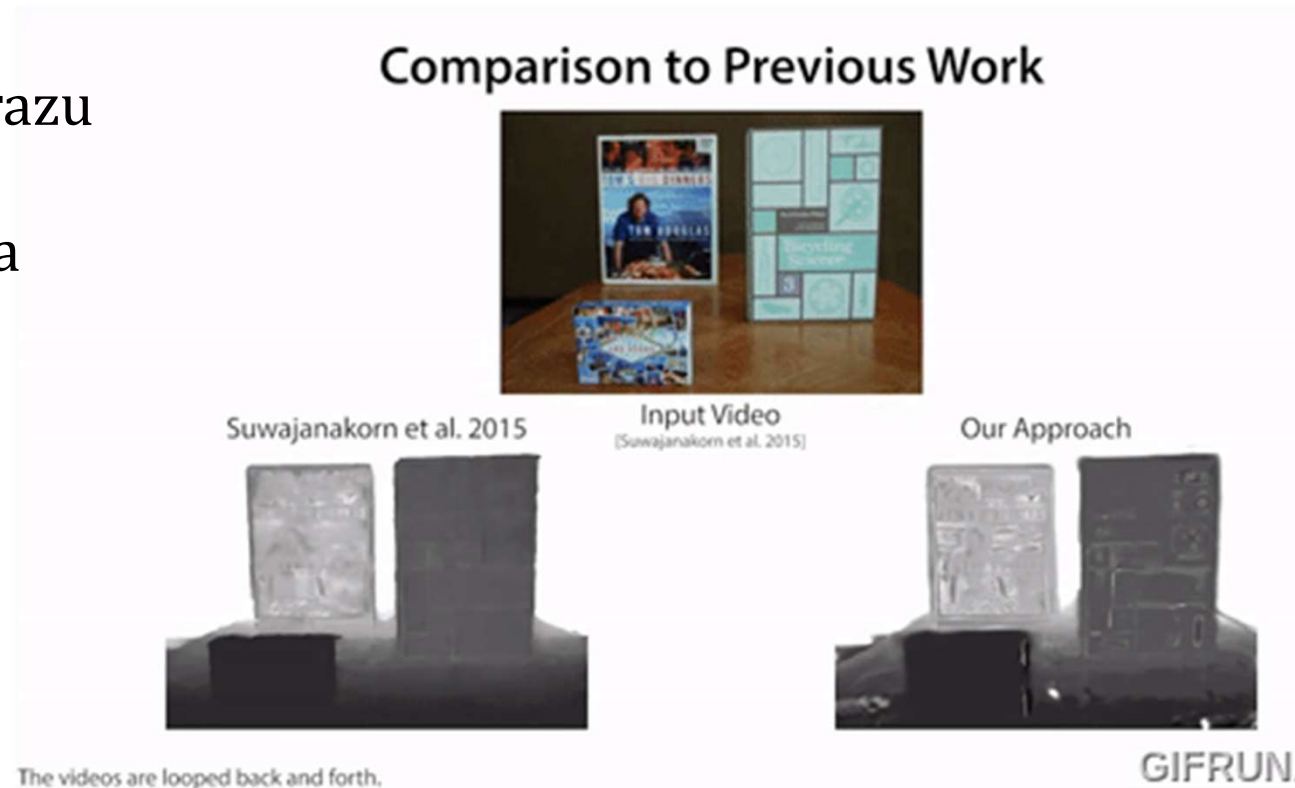 Comparison to Previous Work
razu
a
TOM DOUGLAS
Bicycling
Science
3
Input Video
[Suwajanakorn et al. 2015]
Suwajanakorn et al. 2015
Our Approach
The videos are looped back and forth.
GIFRUN.